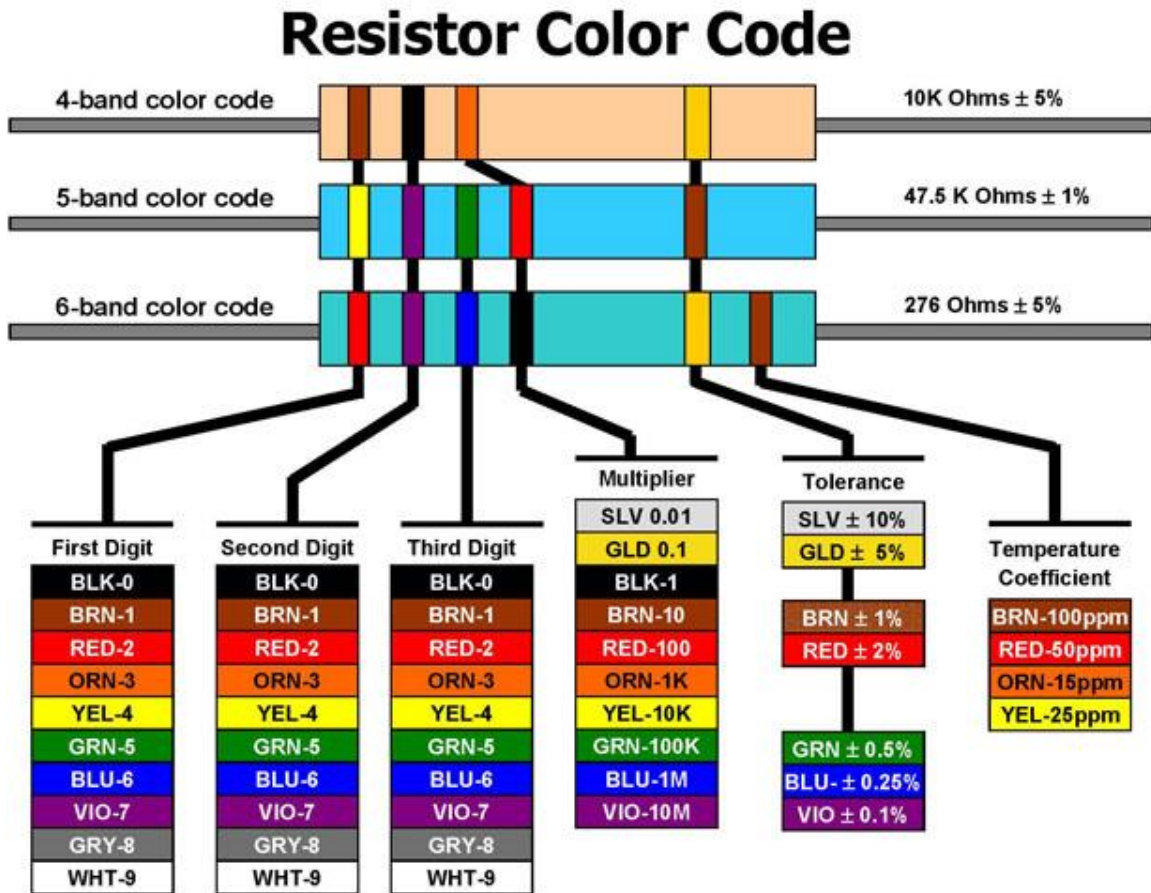 Resistor Color Code
4-band color code
10K Ohms ± 5%
5-band color code
47.5 K Ohms ± 1%
6-band color code
276 Ohms ± 5%
First Digit
BLK-0
BRN-1
RED-2
ORN-3
YEL-4
GRN-5
BLU-6
VIO-7
GRY-8
WHT-9
Second Digit
BLK-0
BRN-1
RED-2
ORN-3
YEL-4
GRN-5
BLU-6
VIO-7
GRY-8
WHT-9
Third Digit
BLK-0
BRN-1
RED-2
ORN-3
YEL-4
GRN-5
BLU-6
VIO-7
GRY-8
WHT-9
Multiplier
SLV 0.01
GLD 0.1
BLK-1
BRN-10
RED-100
ORN-1K
YEL-10K
GRN-100K
BLU-1M
VIO-10M
Tolerance
SLV ± 10%
GLD ± 5%
BRN ± 1%
RED ± 2%
GRN ± 0.5%
BLU- ± 0.25%
VIO ± 0.1%
Temperature
Coefficient
BRN-100ppm
RED-50ppm
ORN-15ppm
YEL-25ppm